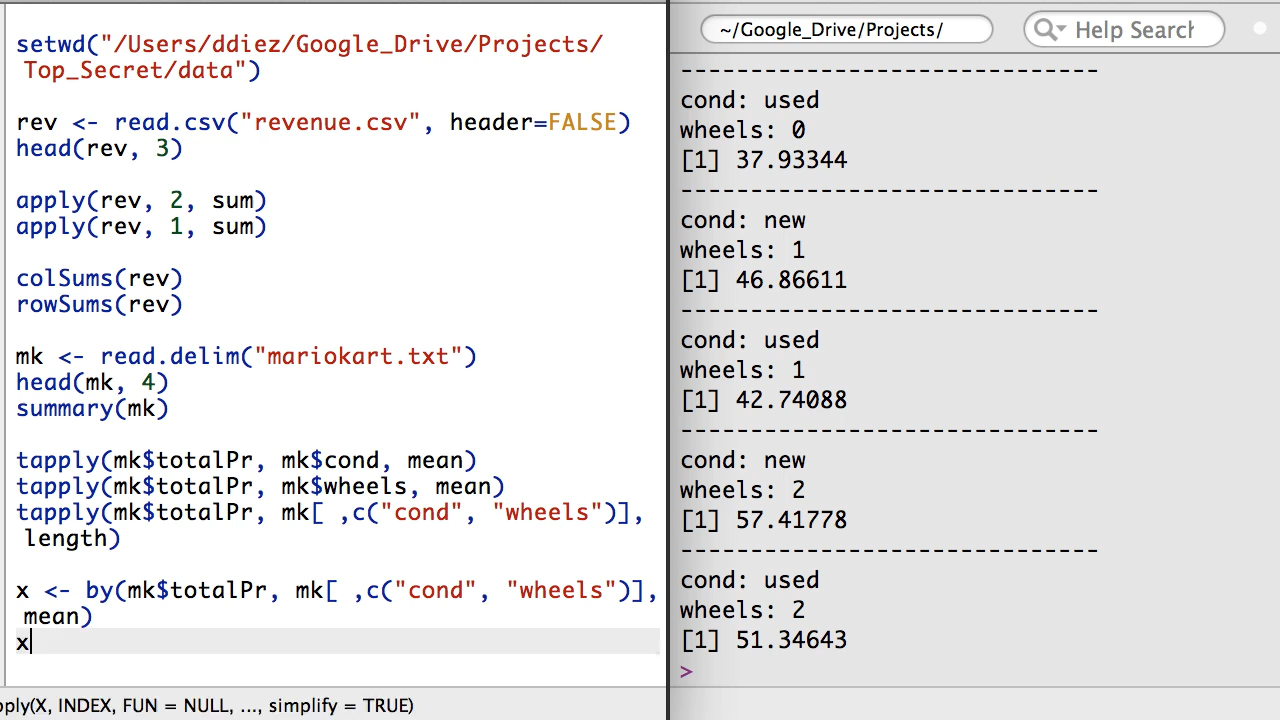 setwd("/Users/ddiez/Google_Drive/Projects/
Top_Secret/data")
rev <- read.csv("revenue.csv", header=FALSE)
head(rev, 3)
apply(rev, 2, sum)
apply(rev, 1, sum)
colSums(rev)
rowSums(rev)
mk <- read.delim("mariokart.txt")
head(mk, 4)
summary(mk)
tapply(mk$totalPr, mk$cond, mean)
tapply(mk$totalPr, mk$wheels, mean)
tapply(mk$totalPr, mk[ ,c("cond", "wheels")],
length)
x <- by(mk$totalPr, mk[ ,c("cond", "wheels")],
mean)
x
pply(X, INDEX, FUN = NULL, ..., simplify = TRUE)
~/Google_Drive/Projects/
Help Search
------------------------------
cond: used
wheels: 0
[1] 37.93344
------------------------------
cond: new
wheels: 1
[1] 46.86611
------------------------------
cond: used
wheels: 1
[1] 42.74088
------------------------------
cond: new
wheels: 2
[1] 57.41778
------------------------------
cond: used
wheels: 2
[1] 51.34643
>